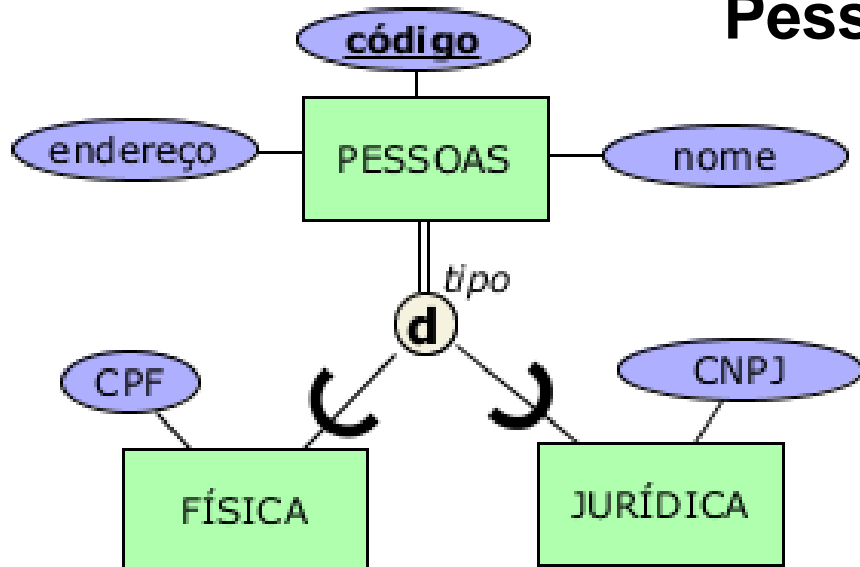 Pess
código
endereço
PESSOAS
nome
tipo
d
CPF
CNPJ
FÍSICA
JURÍDICA